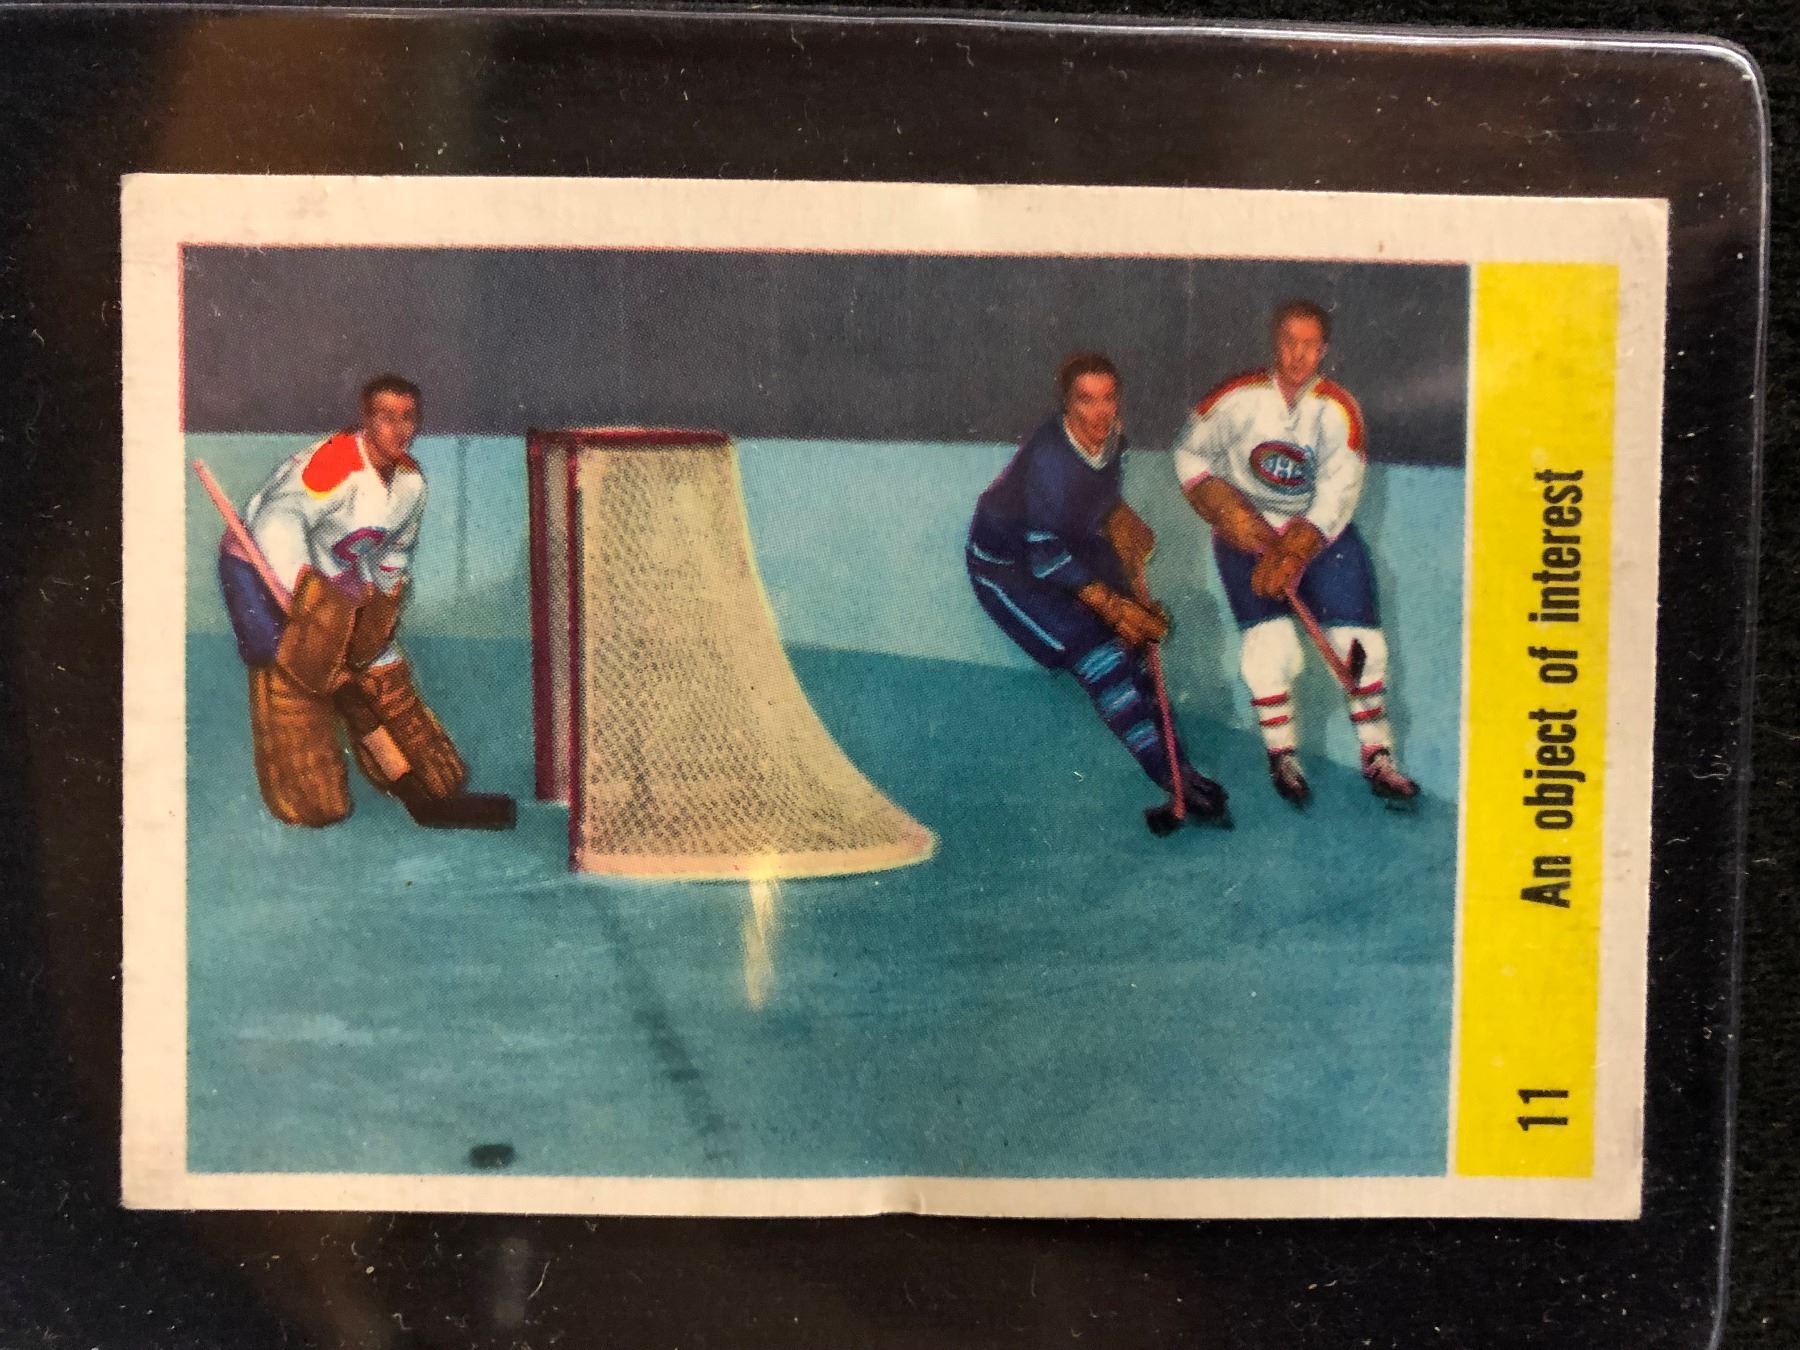 11 An object of interest